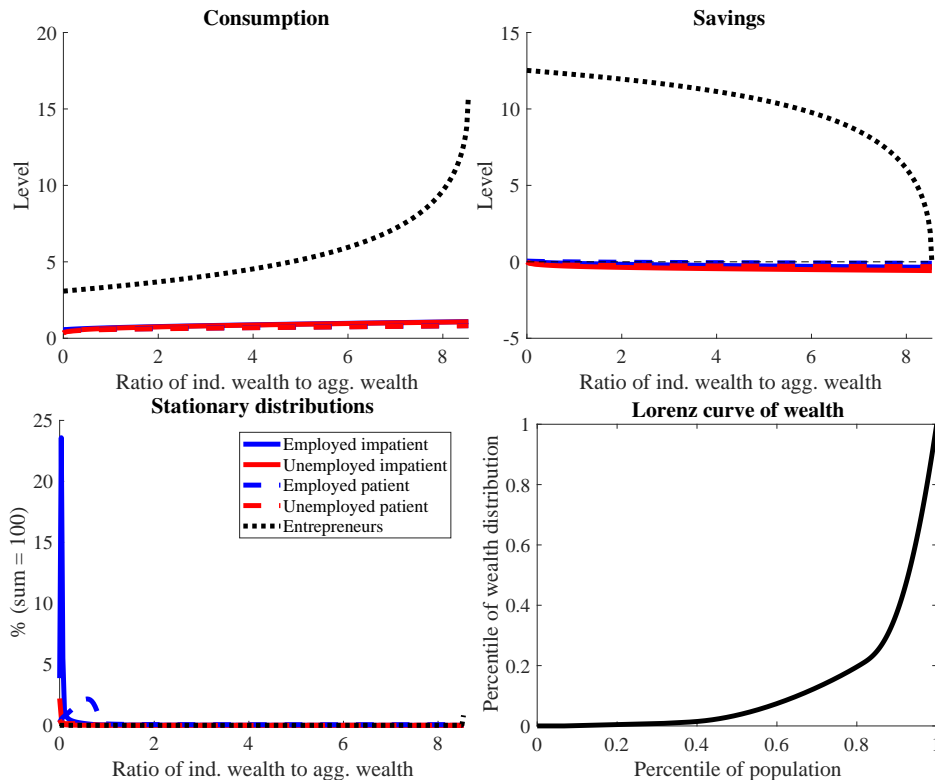 Consumption
20
15
10
5
0
Level
0 2 4 6 8
Ratio of ind. wealth to agg. wealth
Savings
15
10
5
0
-5
Level
0 2 4 6 8
Ratio of ind. wealth to agg. wealth
Stationary distributions
25
20
15
10
5
0
% (sum = 100)
Employed impatient
Unemployed impatient
Employed patient
Unemployed patient
Entrepreneurs
0 2 4 6 8
Ratio of ind. wealth to agg. wealth
Lorenz curve of wealth
1
0.8
0.6
0.4
0.2
0
Percentile of wealth distribution
0 0.2 0.4 0.6 0.8 1
Percentile of population